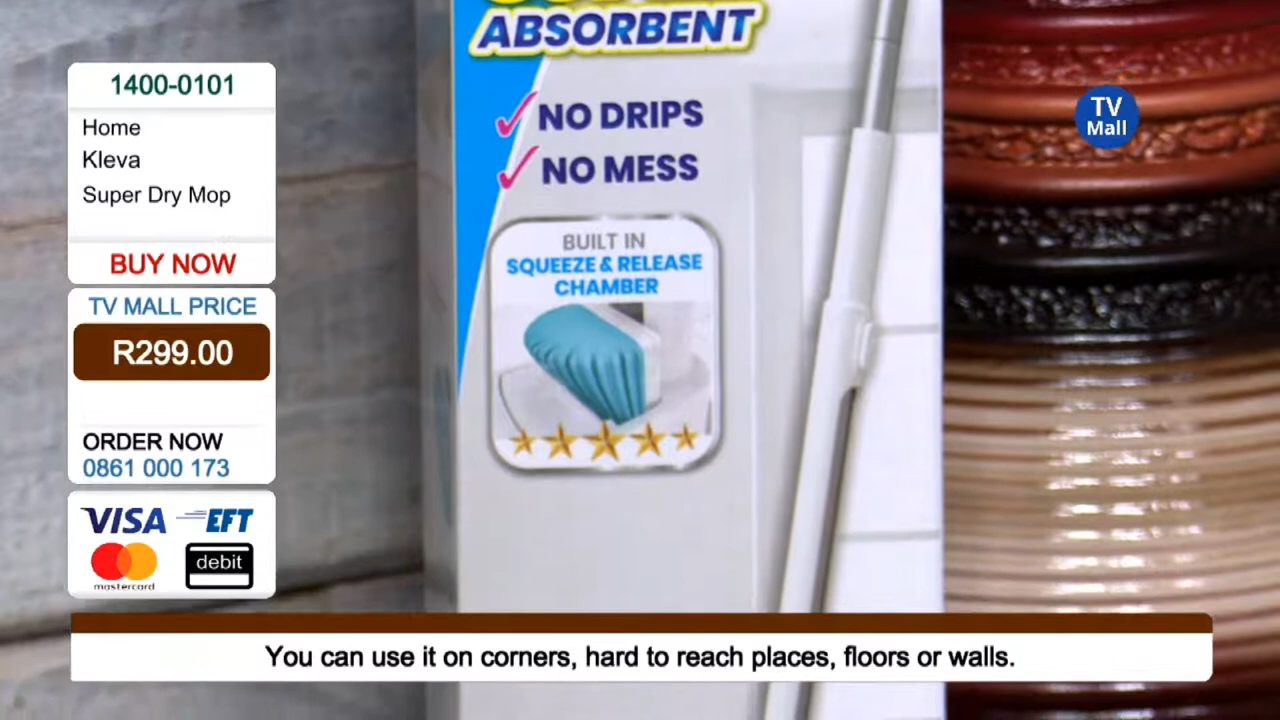 1400-0101
Home
Kleva
Super Dry Mop
BUY NOW
TV MALL PRICE
R299.00
ORDER NOW
0861 000 173
VISA EFT
mastercard debit
ABSORBENT
NO DRIPS
NO MESS
BUILT IN
SQUEEZE & RELEASE
CHAMBER
TV
Mall
You can use it on corners, hard to reach places, floors or walls.